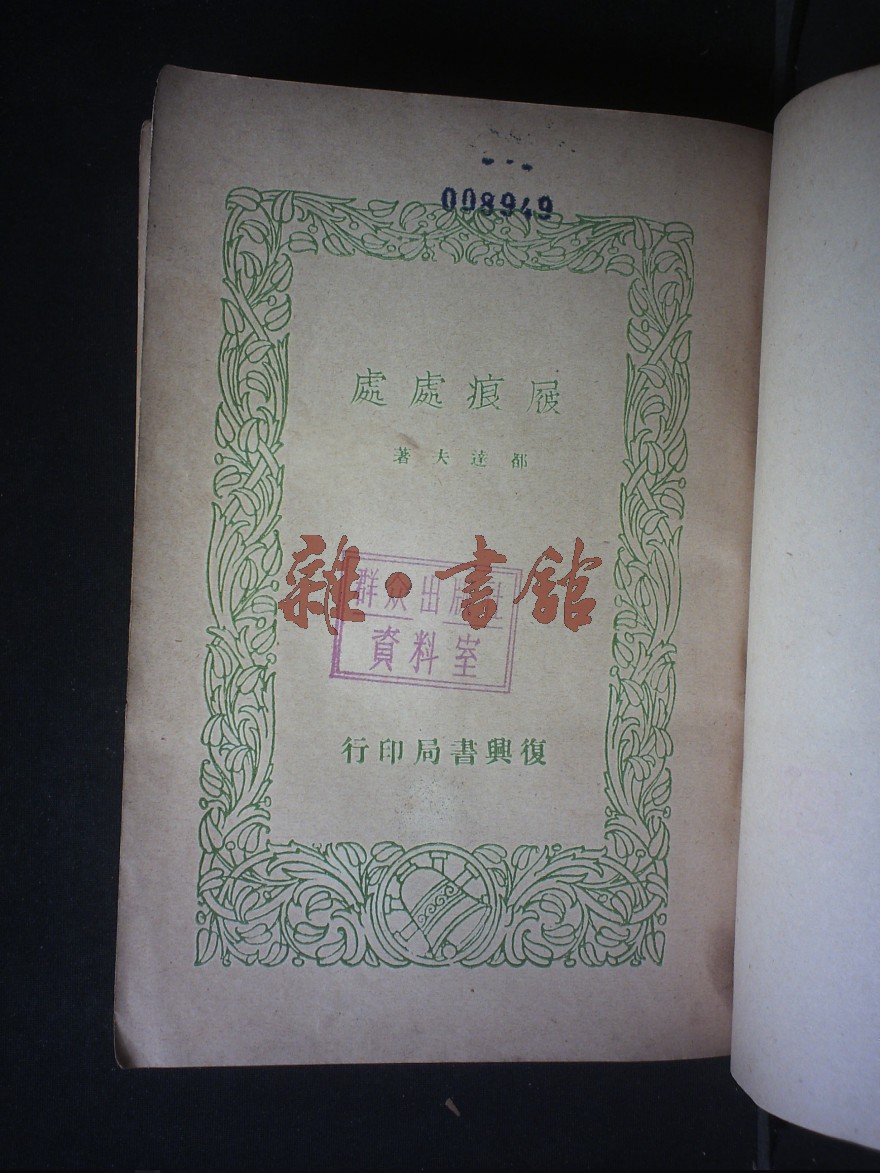 008949
屐痕處處
郁達夫著
雜·書館
群众出版社
資料室
復興書局印行